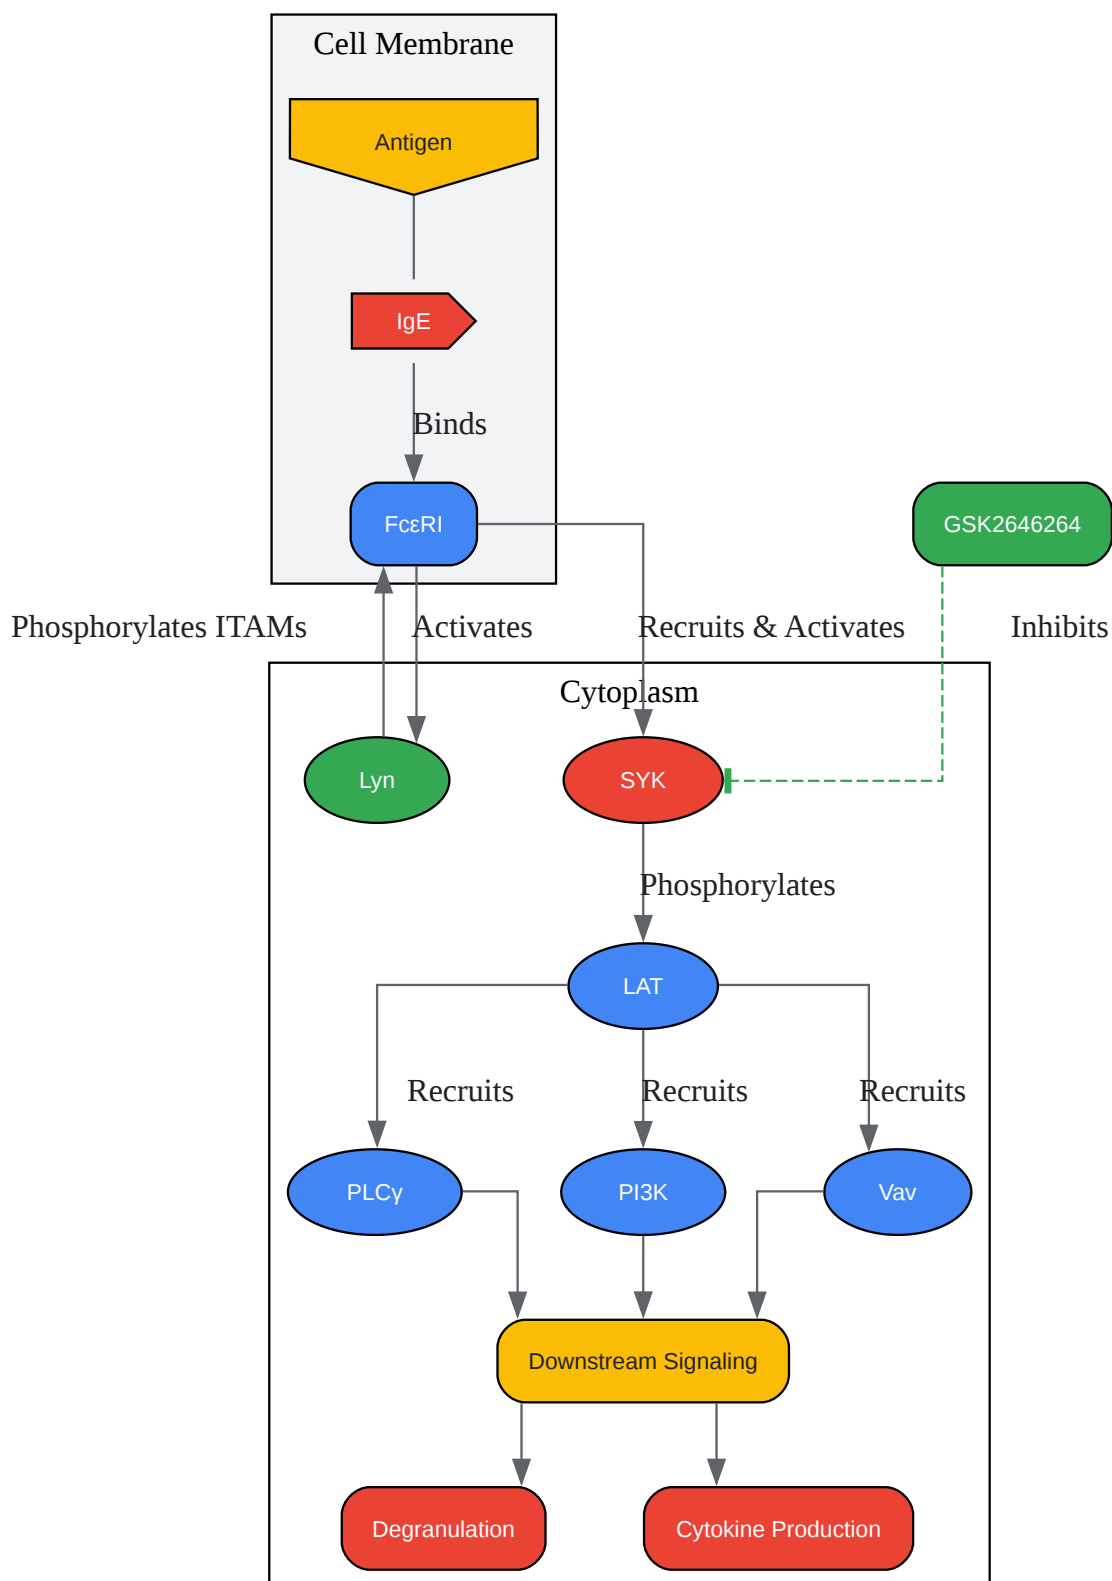 Cell Membrane
Antigen
IgE
Binds
FcεRI
GSK2646264
Phosphorylates ITAMs
Activates
Recruits & Activates
Inhibits
Cytoplasm
Lyn
SYK
Phosphorylates
LAT
Recruits
Recruits
Recruits
PLCγ
PI3K
Vav
Downstream Signaling
Degranulation
Cytokine Production